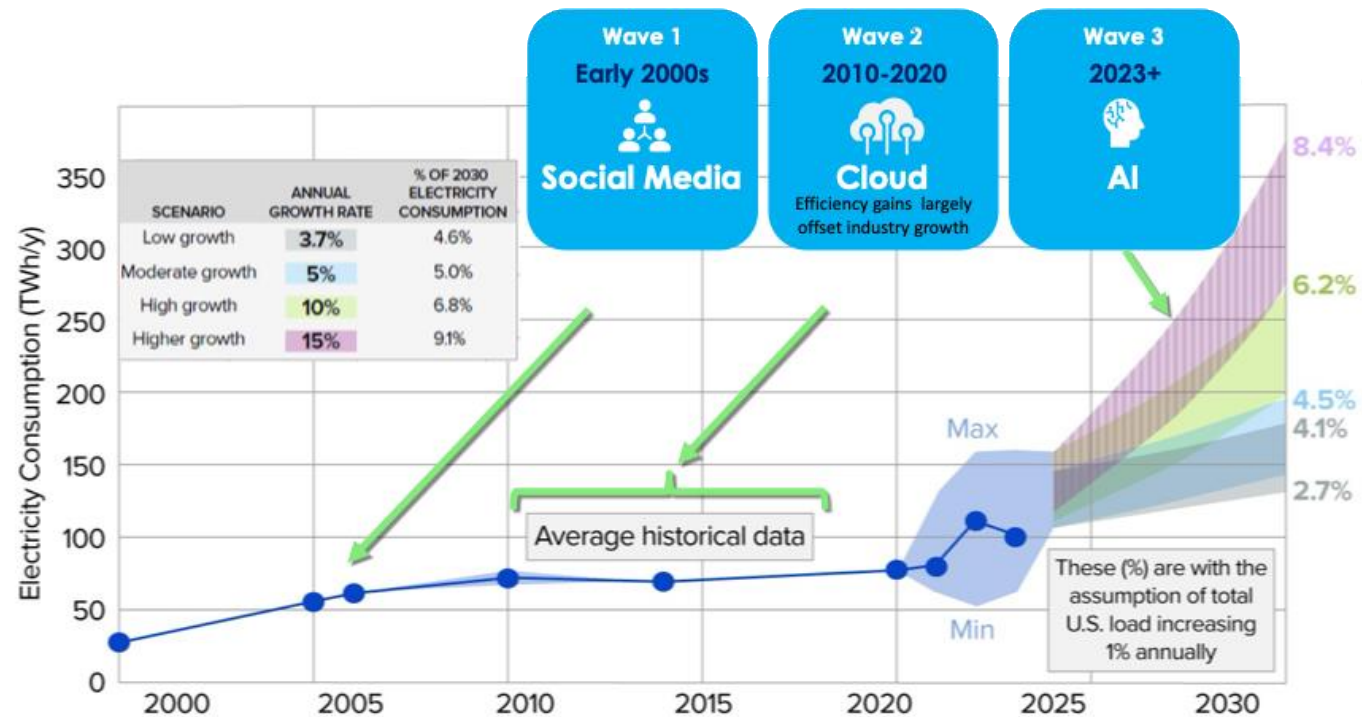 Wave 1
Early 2000s
Social Media
Wave 2
2010-2020
Cloud
Efficiency gains largely
offset industry growth
Wave 3
2023+
AI
Electricity Consumption (TWh/y)
350
300
250
200
150
100
50
0
SCENARIO
ANNUAL
GROWTH RATE
% OF 2030
ELECTRICITY
CONSUMPTION
Low growth 3.7% 4.6%
Moderate growth 5% 5.0%
High growth 10% 6.8%
Higher growth 15% 9.1%
Average historical data
Max
Min
8.4%
6.2%
4.5%
4.1%
2.7%
These (%) are with the
assumption of total
U.S. load increasing
1% annually
2000 2005 2010 2015 2020 2025 2030